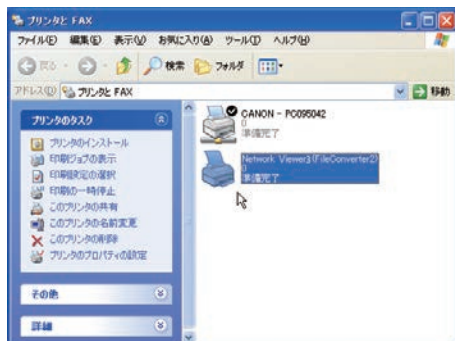 プリンタと FAX
ファイル(F) 編集(E) 表示(V) お気に入り(A) ツール(T) ヘルプ(H)
戻る 検索 フォルダ
アドレス(D) プリンタと FAX 移動
プリンタのタスク
プリンタのインストール
印刷ジョブの表示
印刷設定の選択
印刷の一時停止
このプリンタの共有
このプリンタの名前変更
このプリンタの削除
プリンタのプロパティの設定
その他
詳細
CANON - PC095042
0
準備完了
Network Viewer3 (FileConverter2)
0
準備完了